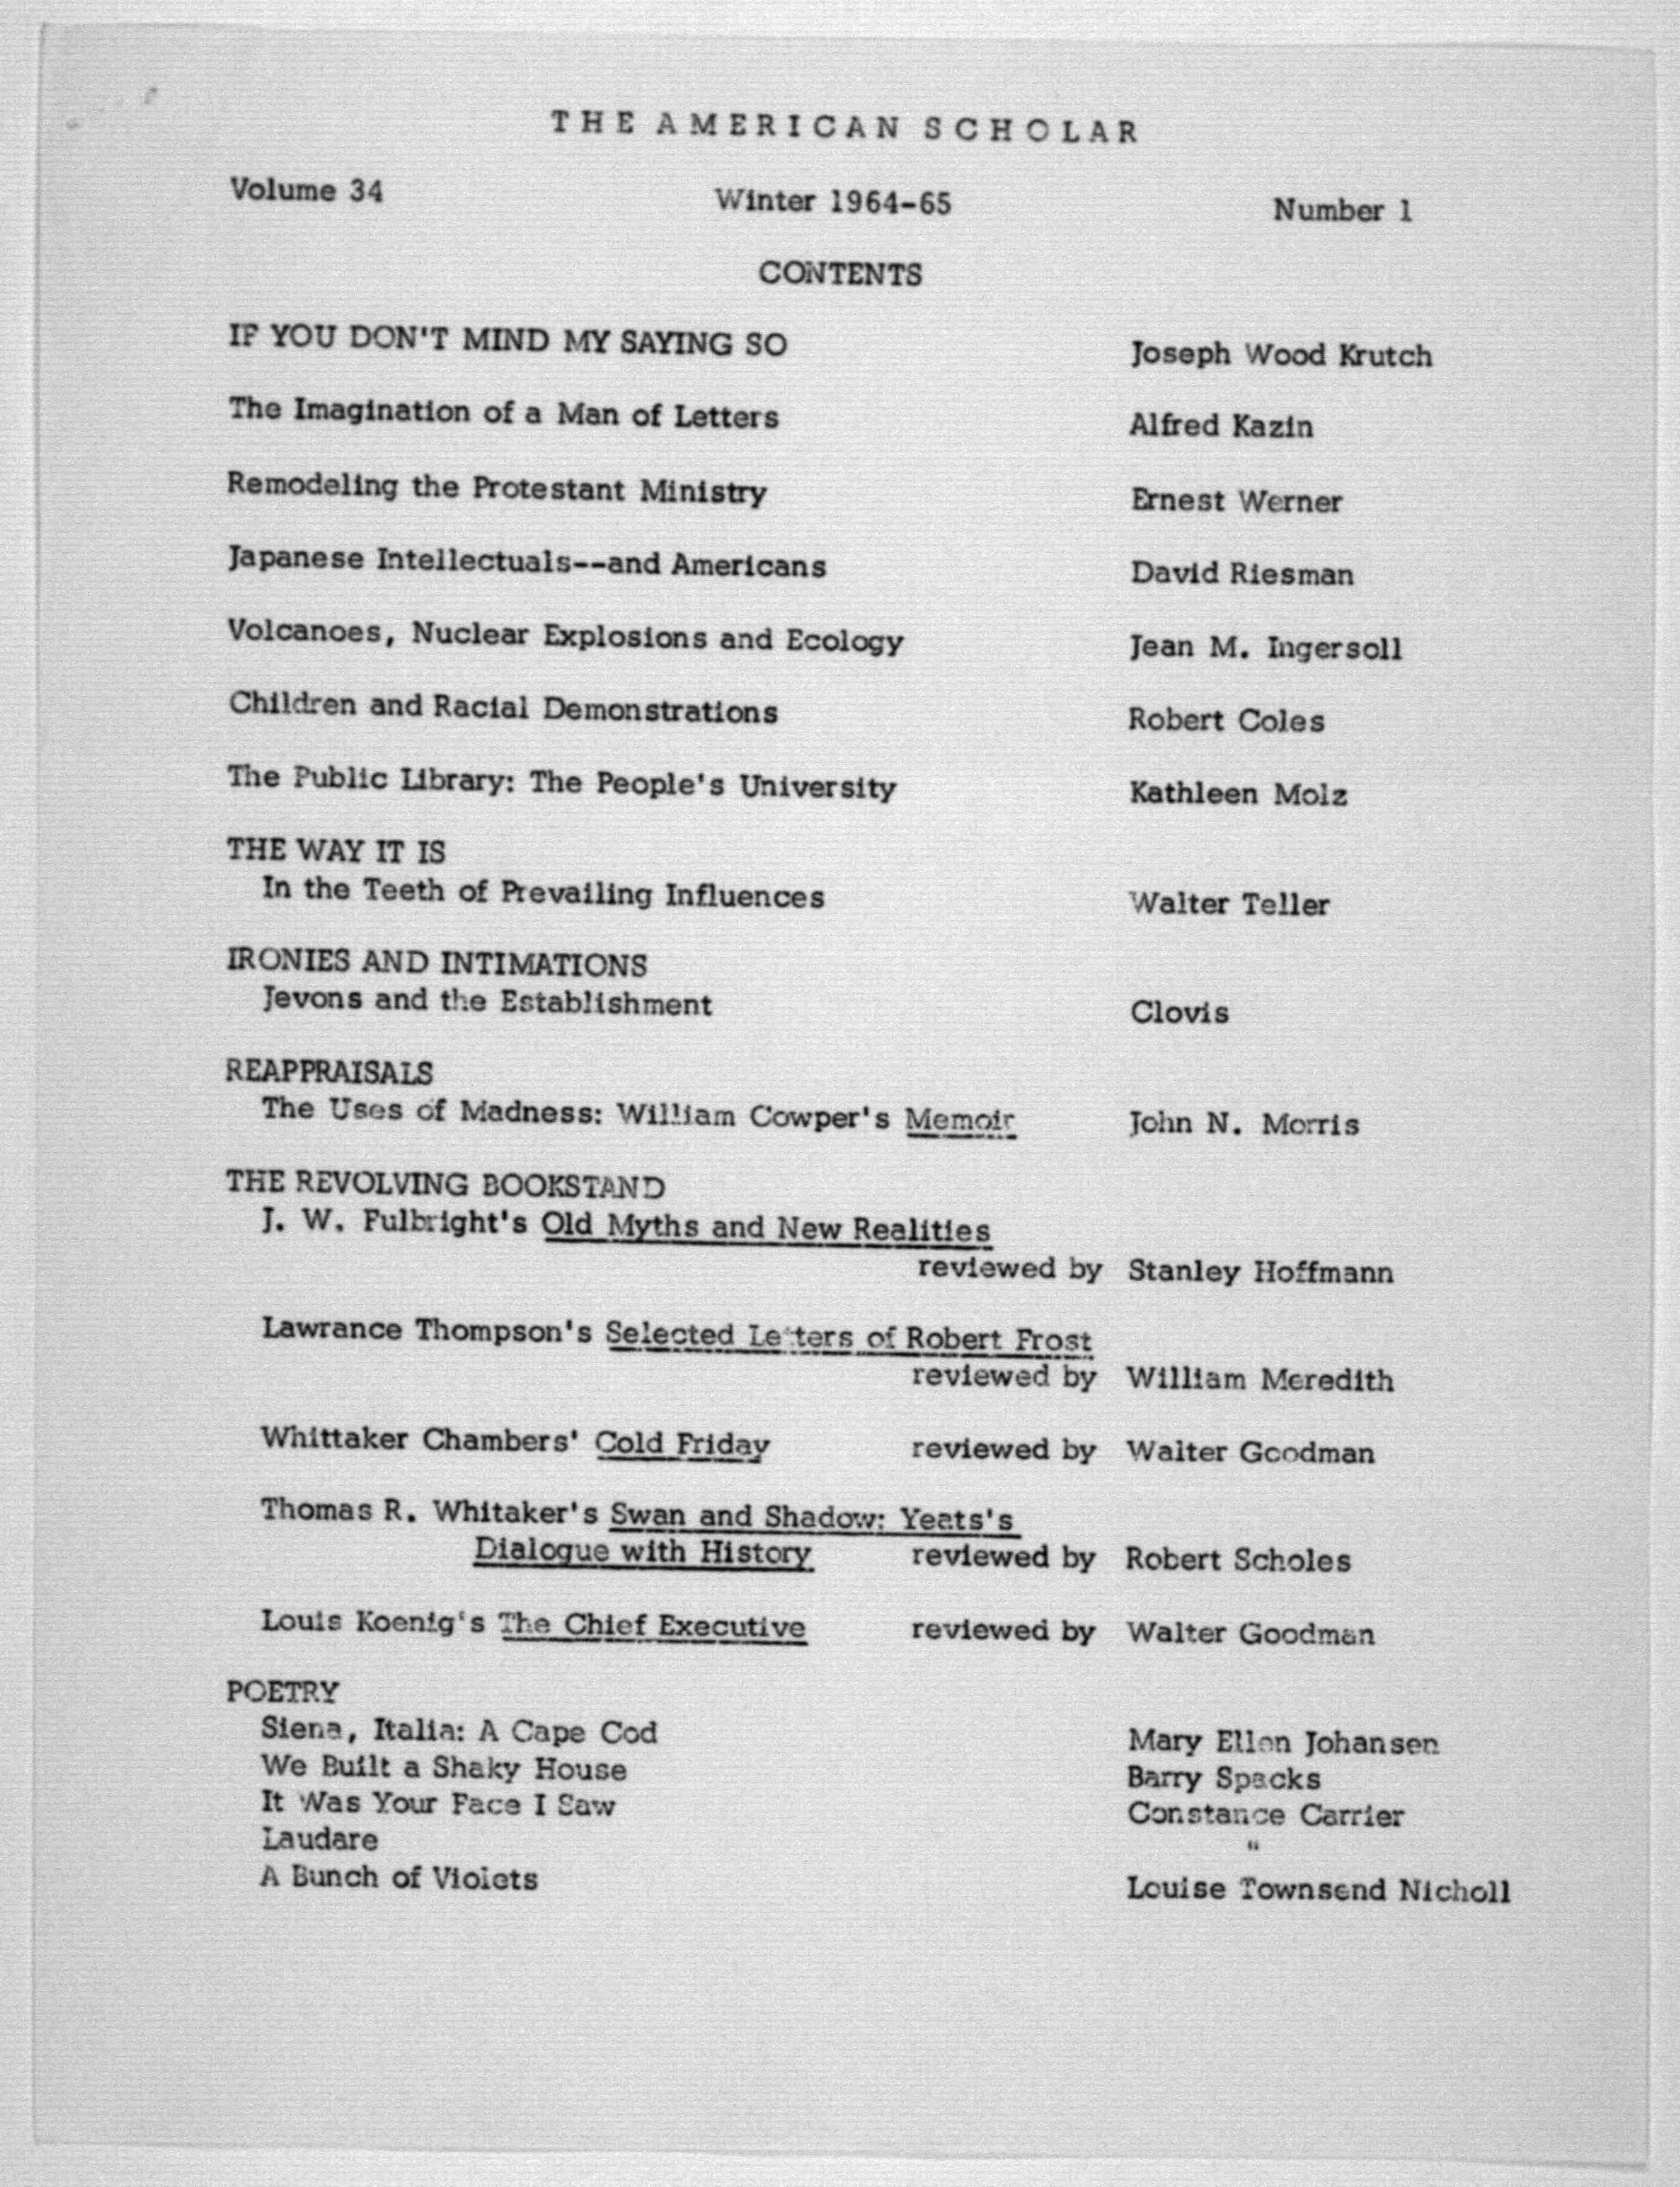 THE AMERICAN SCHOLAR
Volume 34 Winter 1964-65 Number 1
CONTENTS
IF YOU DON'T MIND MY SAYING SO Joseph Wood Krutch
The Imagination of a Man of Letters Alfred Kazin
Remodeling the Protestant Ministry Ernest Werner
Japanese Intellectuals--and Americans David Riesman
Volcanoes, Nuclear Explosions and Ecology Jean M. Ingersoll
Children and Racial Demonstrations Robert Coles
The Public Library: The People's University Kathleen Molz
THE WAY IT IS
In the Teeth of Prevailing Influences Walter Teller
IRONIES AND INTIMATIONS
Jevons and the Establishment Clovis
REAPPRAISALS
The Uses of Madness: William Cowper's Memoir John N. Morris
THE REVOLVING BOOKSTAND
J. W. Fulbright's Old Myths and New Realities
reviewed by Stanley Hoffmann
Lawrance Thompson's Selected Letters of Robert Frost
reviewed by William Meredith
Whittaker Chambers' Cold Friday reviewed by Walter Goodman
Thomas R. Whitaker's Swan and Shadow: Yeats's
Dialogue with History reviewed by Robert Scholes
Louis Koenig's The Chief Executive reviewed by Walter Goodman
POETRY
Siena, Italia: A Cape Cod Mary Ellen Johansen
We Built a Shaky House Barry Spacks
It Was Your Face I Saw Constance Carrier
Laudare "
A Bunch of Violets Louise Townsend Nicholl